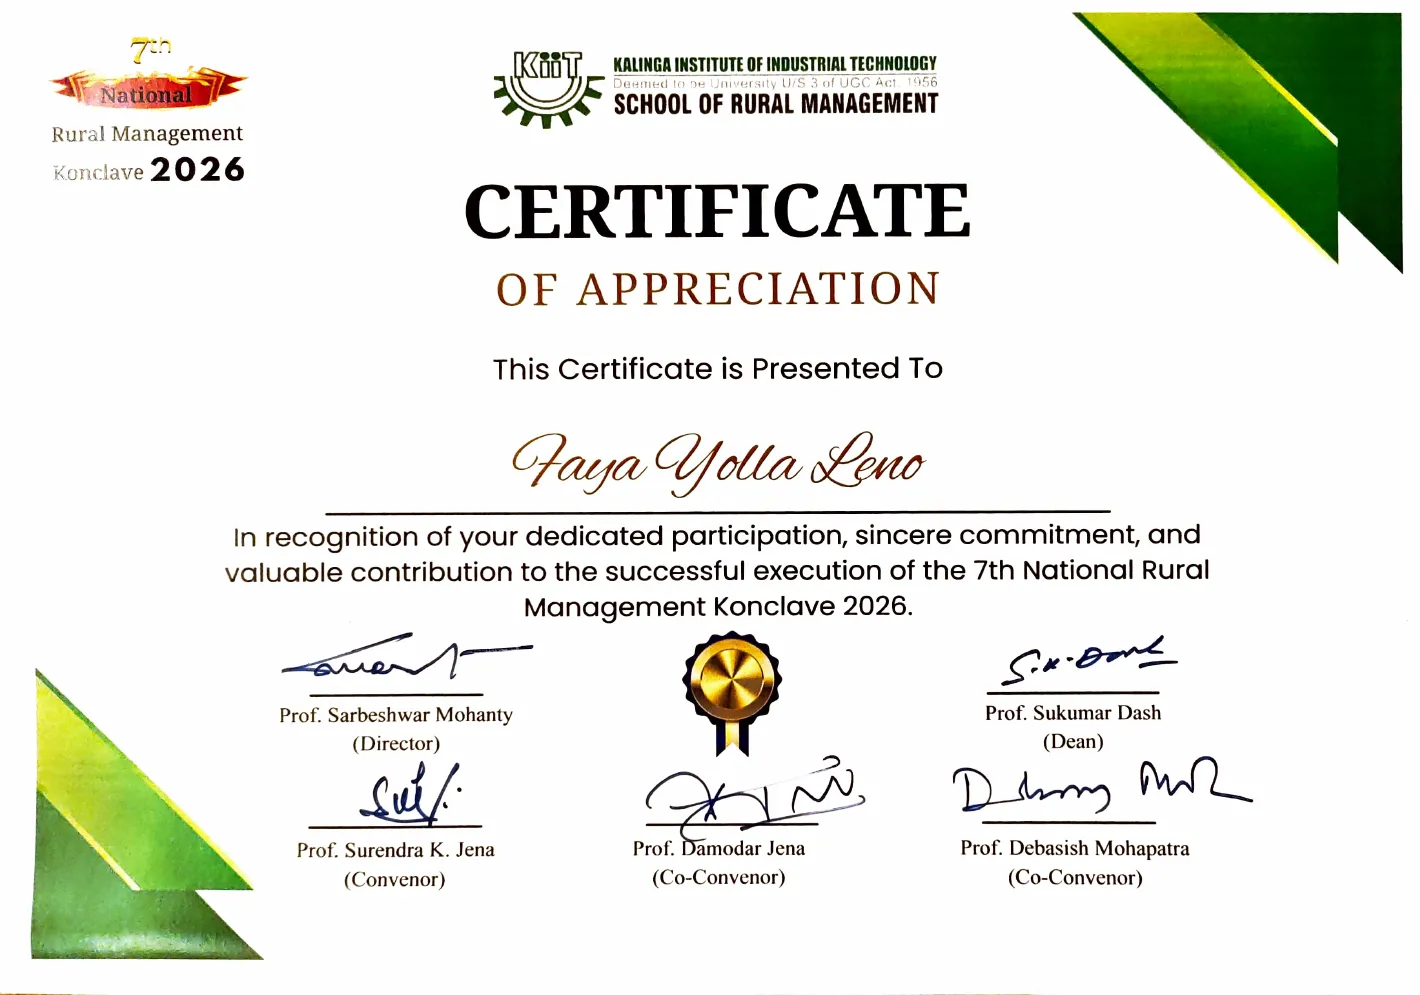 7th
National
Rural Management
Konclave 2026
KiiT
KALINGA INSTITUTE OF INDUSTRIAL TECHNOLOGY
Deemed to be University U/S 3 of UGC Act, 1956
SCHOOL OF RURAL MANAGEMENT
CERTIFICATE
OF APPRECIATION
This Certificate is Presented To
Faya Yolla Leno
In recognition of your dedicated participation, sincere commitment, and
valuable contribution to the successful execution of the 7th National Rural
Management Konclave 2026.
S.K. Dash
Prof. Sarbeshwar Mohanty
(Director)
Prof. Sukumar Dash
(Dean)
Prof. Surendra K. Jena
(Convenor)
Prof. Damodar Jena
(Co-Convenor)
Prof. Debasish Mohapatra
(Co-Convenor)